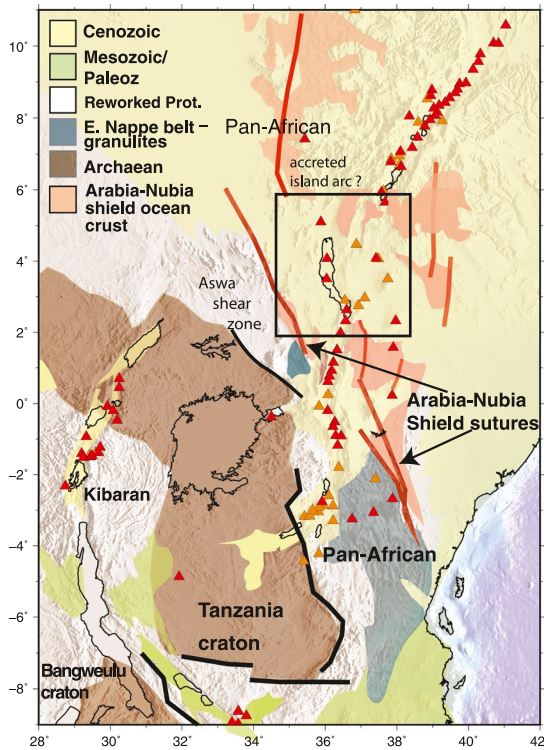 10°
8°
6°
4°
2°
0°
−2°
−4°
−6°
−8°
28°
30°
32°
34°
36°
38°
40°
42
Cenozoic
Mesozoic/
Paleoz
Reworked Prot.
E. Nappe belt –
granulites
Archaean
Arabia-Nubia
shield ocean
crust
Pan-African
accreted
island arc ?
Aswa
shear
zone
Arabia-Nubia
Shield sutures
Kibaran
Pan-African
Tanzania
craton
Bangweulu
craton